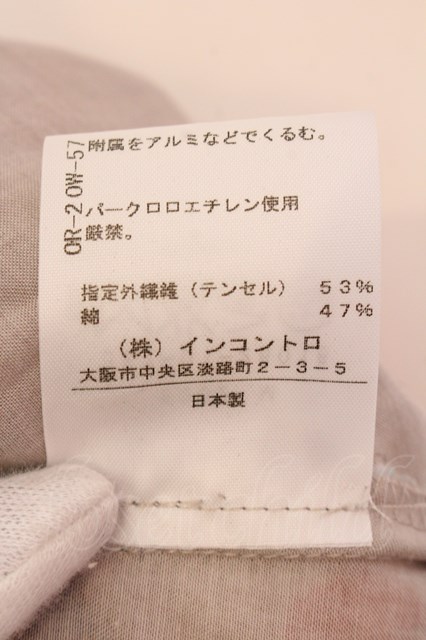 附属をアルミなどでくるむ。
OR-2 OW-57
パークロロエチレン使用
厳禁。
指定外繊維（テンセル） 53%
綿 47%
（株）インコントロ
大阪市中央区淡路町2－3－5
日本製